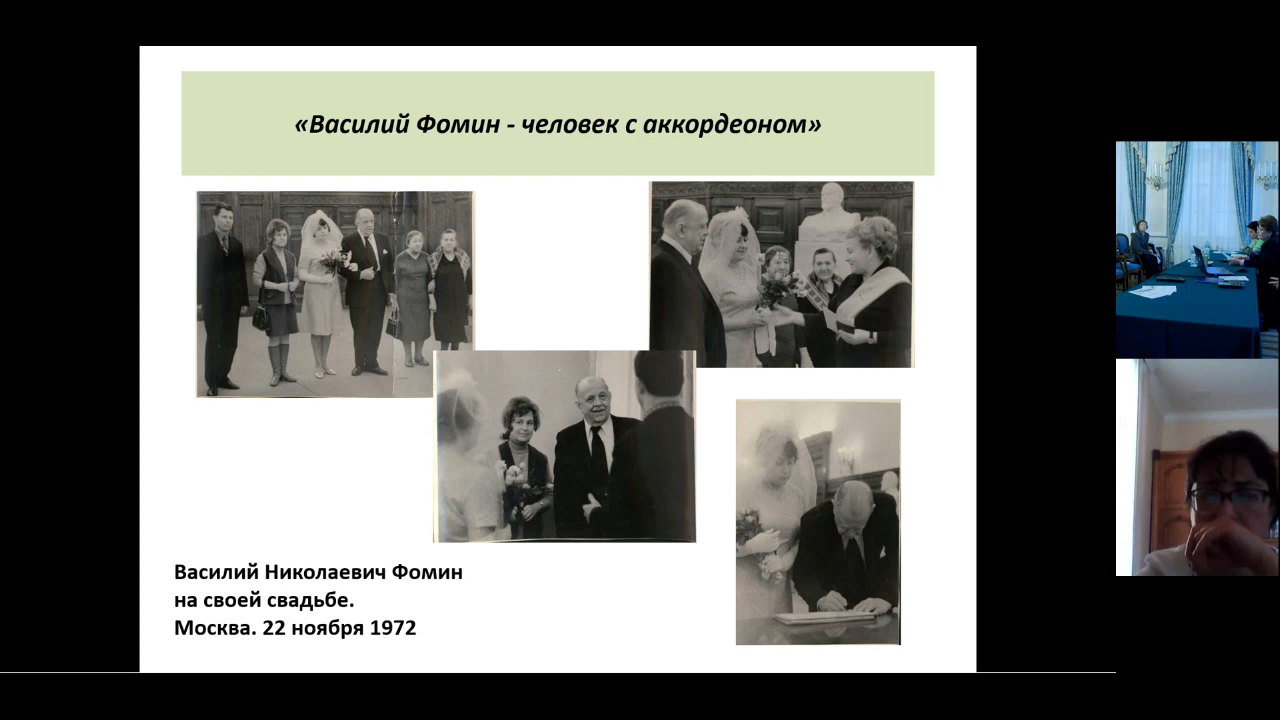 «Василий Фомин - человек с аккордеоном»
Василий Николаевич Фомин
на своей свадьбе.
Москва. 22 ноября 1972